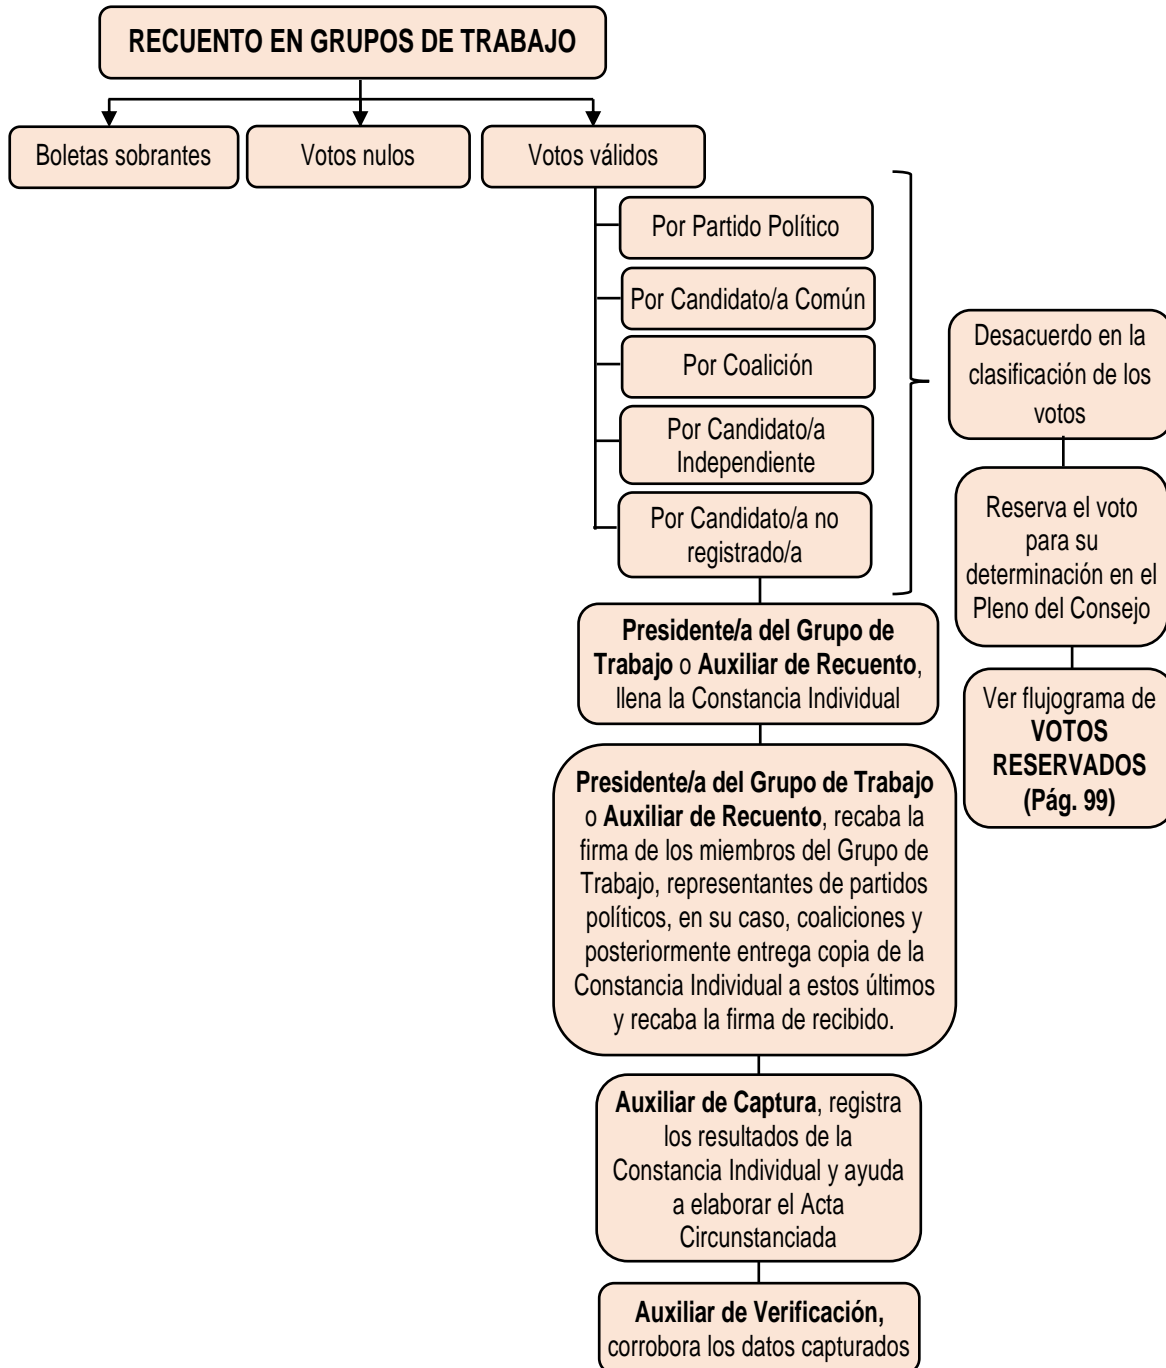 RECUENTO EN GRUPOS DE TRABAJO
Boletas sobrantes
Votos nulos
Votos válidos
Por Partido Político
Por Candidato/a Común
Por Coalición
Por Candidato/a
Independiente
Por Candidato/a no
registrado/a
Desacuerdo en la
clasificación de los
votos
Reserva el voto
para su
determinación en el
Pleno del Consejo
Ver flujograma de
VOTOS
RESERVADOS
(Pág. 99)
Presidente/a del Grupo de
Trabajo o Auxiliar de Recuento,
llena la Constancia Individual
Presidente/a del Grupo de Trabajo
o Auxiliar de Recuento, recaba la
firma de los miembros del Grupo de
Trabajo, representantes de partidos
políticos, en su caso, coaliciones y
posteriormente entrega copia de la
Constancia Individual a estos últimos
y recaba la firma de recibido.
Auxiliar de Captura, registra
los resultados de la
Constancia Individual y ayuda
a elaborar el Acta
Circunstanciada
Auxiliar de Verificación,
corrobora los datos capturados